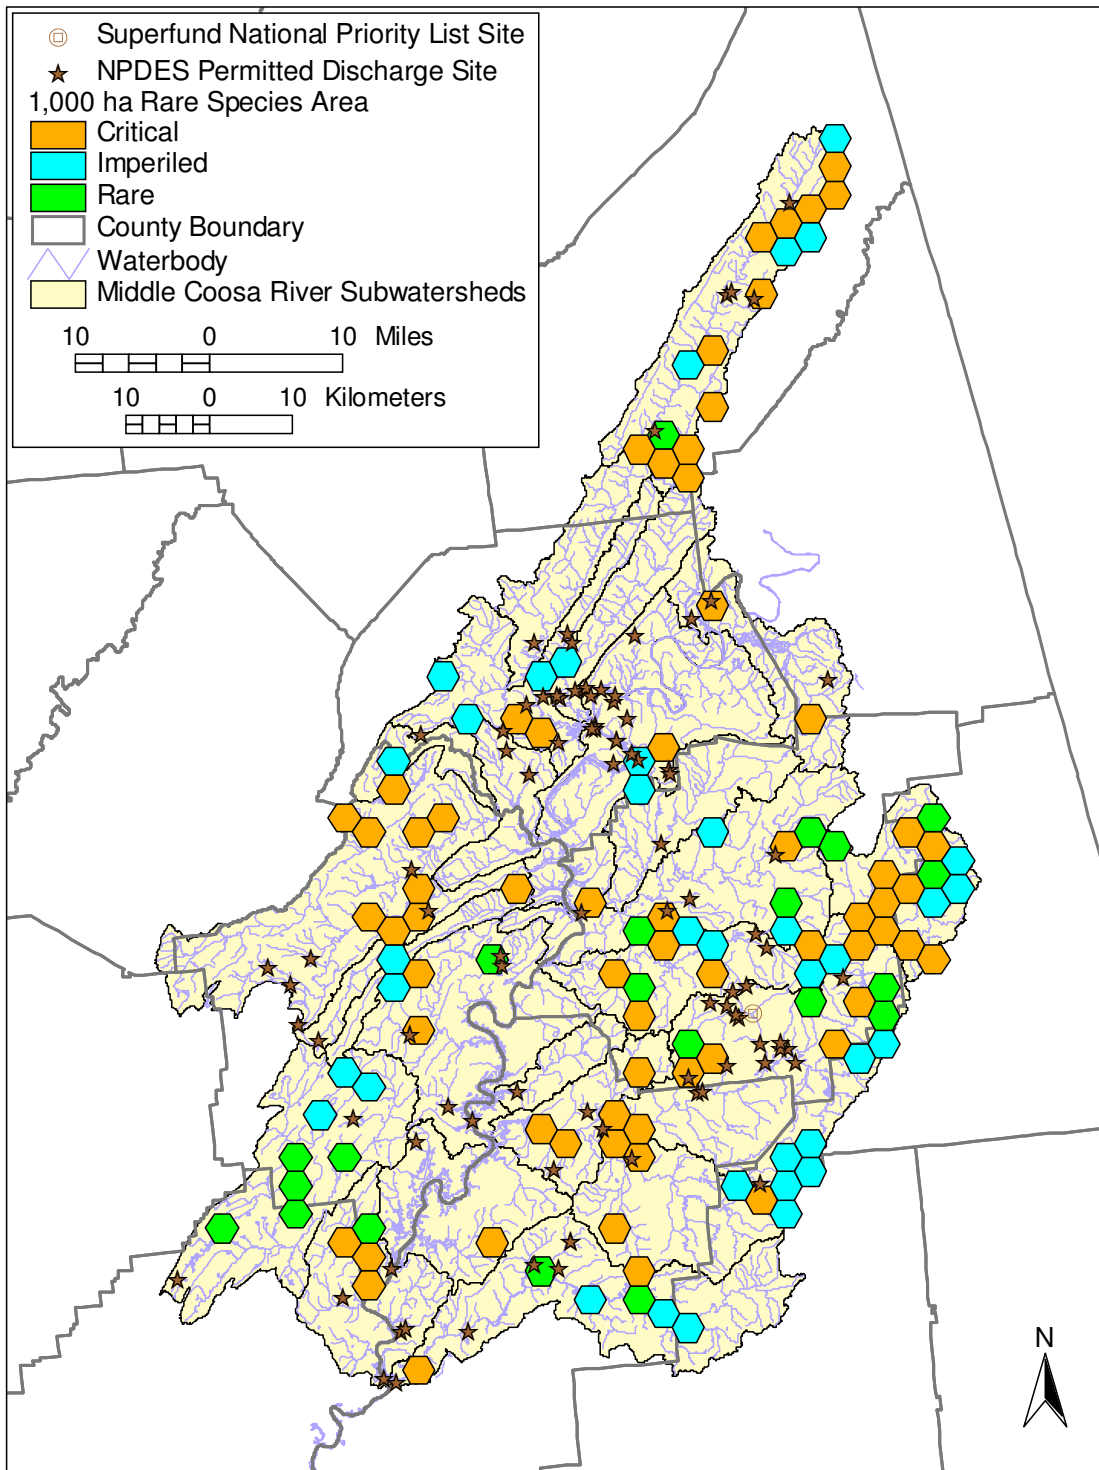 Superfund National Priority List Site
NPDES Permitted Discharge Site
1,000 ha Rare Species Area
Critical
Imperiled
Rare
County Boundary
Waterbody
Middle Coosa River Subwatersheds
10 0 10 Miles
10 0 10 Kilometers
N